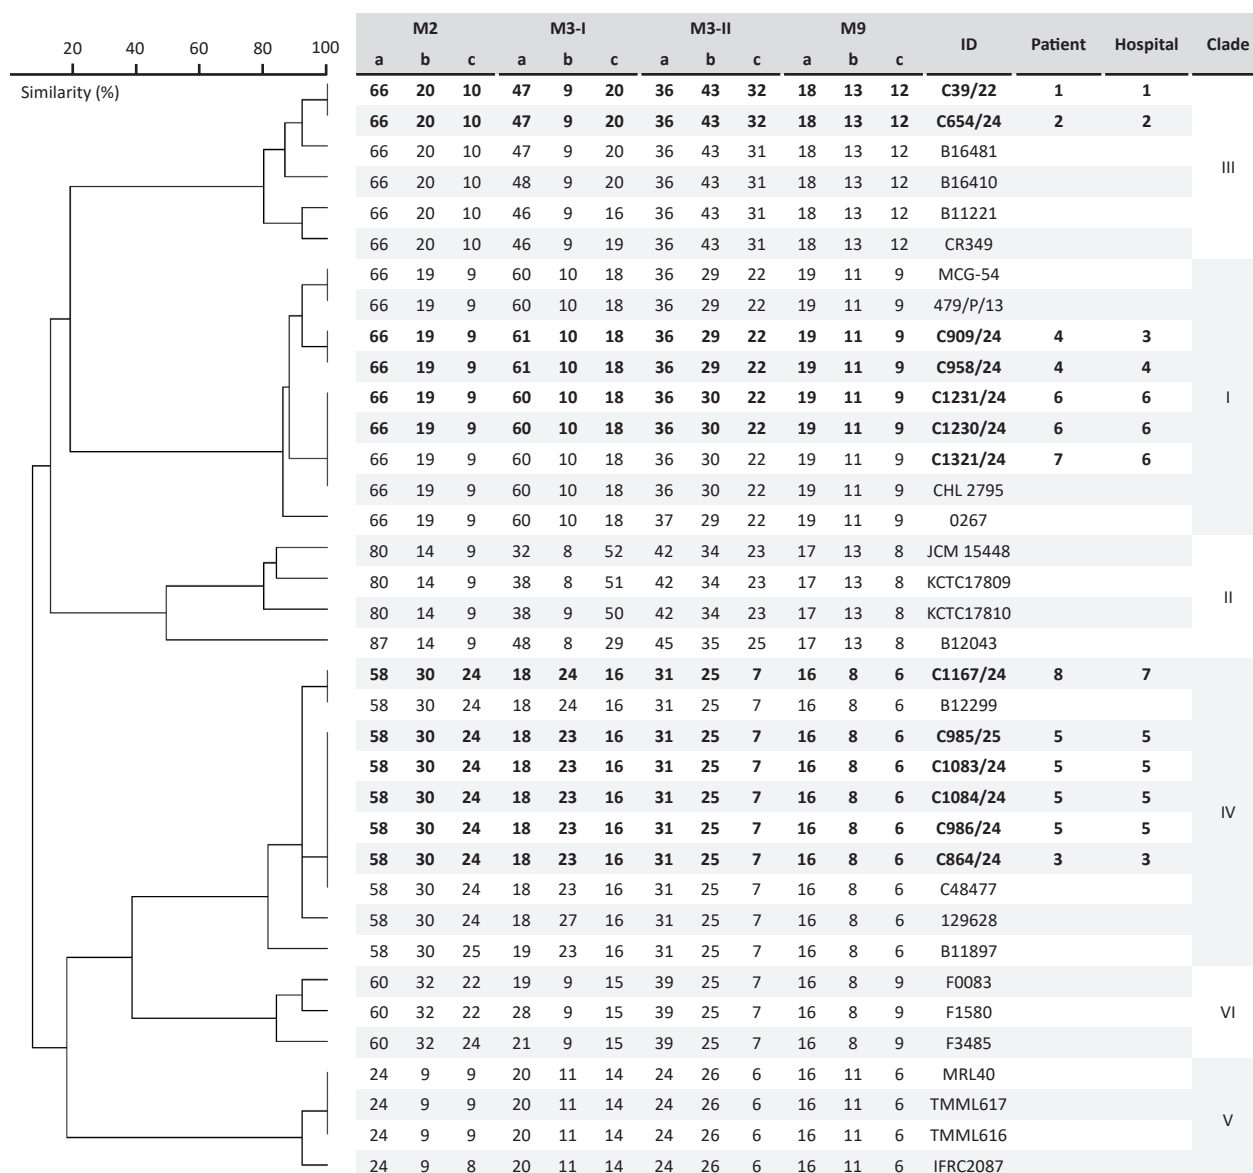 M2 M3-I M3-II M9 ID Patient Hospital Clade
20 40 60 80 100
a b c a b c a b c a b c
Similarity (%)
66 20 10 47 9 20 36 43 32 18 13 12 C39/22 1 1
66 20 10 47 9 20 36 43 32 18 13 12 C654/24 2 2
66 20 10 47 9 20 36 43 31 18 13 12 B16481
III
66 20 10 48 9 20 36 43 31 18 13 12 B16410
66 20 10 46 9 16 36 43 31 18 13 12 B11221
66 20 10 46 9 19 36 43 31 18 13 12 CR349
66 19 9 60 10 18 36 29 22 19 11 9 MCG-54
66 19 9 60 10 18 36 29 22 19 11 9 479/P/13
66 19 9 61 10 18 36 29 22 19 11 9 C909/24 4 3
66 19 9 61 10 18 36 29 22 19 11 9 C958/24 4 4
66 19 9 60 10 18 36 30 22 19 11 9 C1231/24 6 6 I
66 19 9 60 10 18 36 30 22 19 11 9 C1230/24 6 6
66 19 9 60 10 18 36 30 22 19 11 9 C1321/24 7 6
66 19 9 60 10 18 36 30 22 19 11 9 CHL 2795
66 19 9 60 10 18 37 29 22 19 11 9 0267
80 14 9 32 8 52 42 34 23 17 13 8 JCM 15448
80 14 9 38 8 51 42 34 23 17 13 8 KCTC17809
II
80 14 9 38 9 50 42 34 23 17 13 8 KCTC17810
87 14 9 48 8 29 45 35 25 17 13 8 B12043
58 30 24 18 24 16 31 25 7 16 8 6 C1167/24 8 7
58 30 24 18 24 16 31 25 7 16 8 6 B12299
58 30 24 18 23 16 31 25 7 16 8 6 C985/25 5 5
58 30 24 18 23 16 31 25 7 16 8 6 C1083/24 5 5
58 30 24 18 23 16 31 25 7 16 8 6 C1084/24 5 5
IV
58 30 24 18 23 16 31 25 7 16 8 6 C986/24 5 5
58 30 24 18 23 16 31 25 7 16 8 6 C864/24 3 3
58 30 24 18 23 16 31 25 7 16 8 6 C48477
58 30 24 18 27 16 31 25 7 16 8 6 129628
58 30 25 19 23 16 31 25 7 16 8 6 B11897
60 32 22 19 9 15 39 25 7 16 8 9 F0083
60 32 22 28 9 15 39 25 7 16 8 9 F1580 VI
60 32 24 21 9 15 39 25 7 16 8 9 F3485
24 9 9 20 11 14 24 26 6 16 11 6 MRL40
24 9 9 20 11 14 24 26 6 16 11 6 TMML617
V
24 9 9 20 11 14 24 26 6 16 11 6 TMML616
24 9 8 20 11 14 24 26 6 16 11 6 IFRC2087